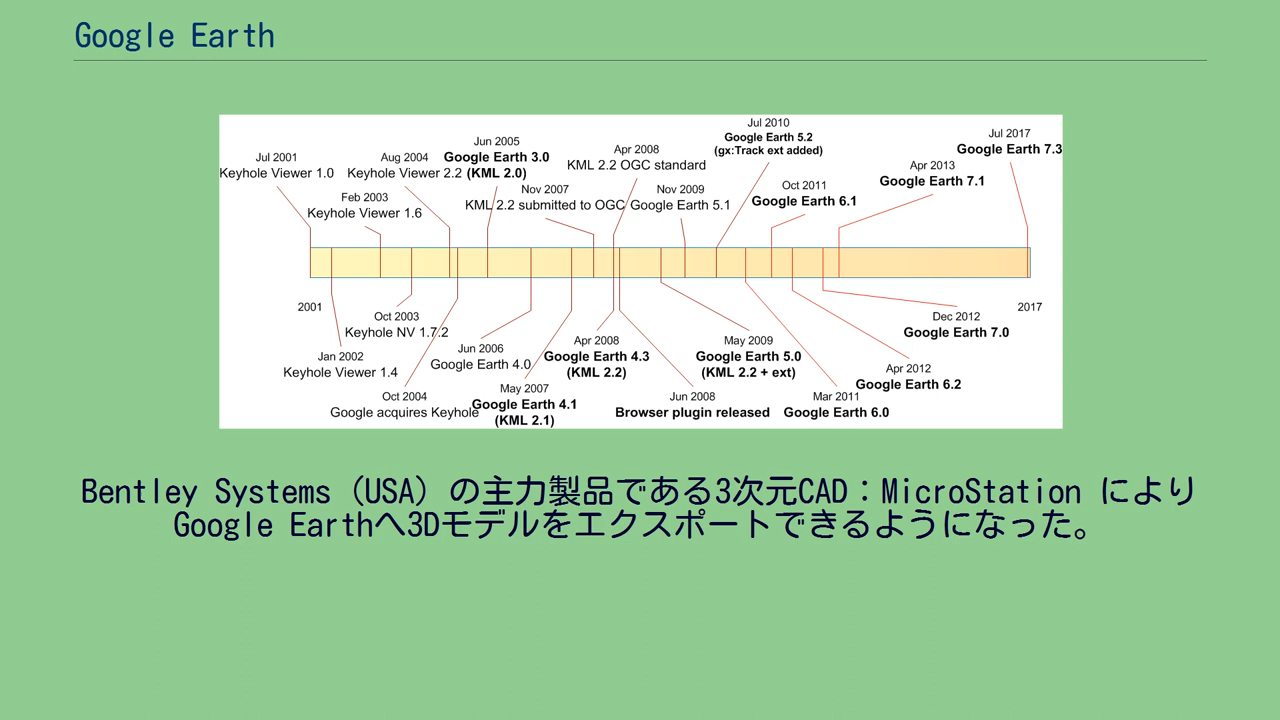 Google Earth
Jul 2001
Keyhole Viewer 1.0
Feb 2003
Keyhole Viewer 1.6
Aug 2004
Keyhole Viewer 2.2
Jun 2005
Google Earth 3.0
(KML 2.0)
Nov 2007
KML 2.2 submitted to OGC
Apr 2008
KML 2.2 OGC standard
Nov 2009
Google Earth 5.1
Jul 2010
Google Earth 5.2
(gx:Track ext added)
Oct 2011
Google Earth 6.1
Apr 2013
Google Earth 7.1
Jul 2017
Google Earth 7.3
2001
2017
Jan 2002
Keyhole Viewer 1.4
Oct 2003
Keyhole NV 1.7.2
Oct 2004
Google acquires Keyhole
Jun 2006
Google Earth 4.0
May 2007
Google Earth 4.1
(KML 2.1)
Apr 2008
Google Earth 4.3
(KML 2.2)
Jun 2008
Browser plugin released
May 2009
Google Earth 5.0
(KML 2.2 + ext)
Mar 2011
Google Earth 6.0
Apr 2012
Google Earth 6.2
Dec 2012
Google Earth 7.0
Bentley Systems（USA）の主力製品である3次元CAD：MicroStation により
Google Earthへ3Dモデルをエクスポートできるようになった。